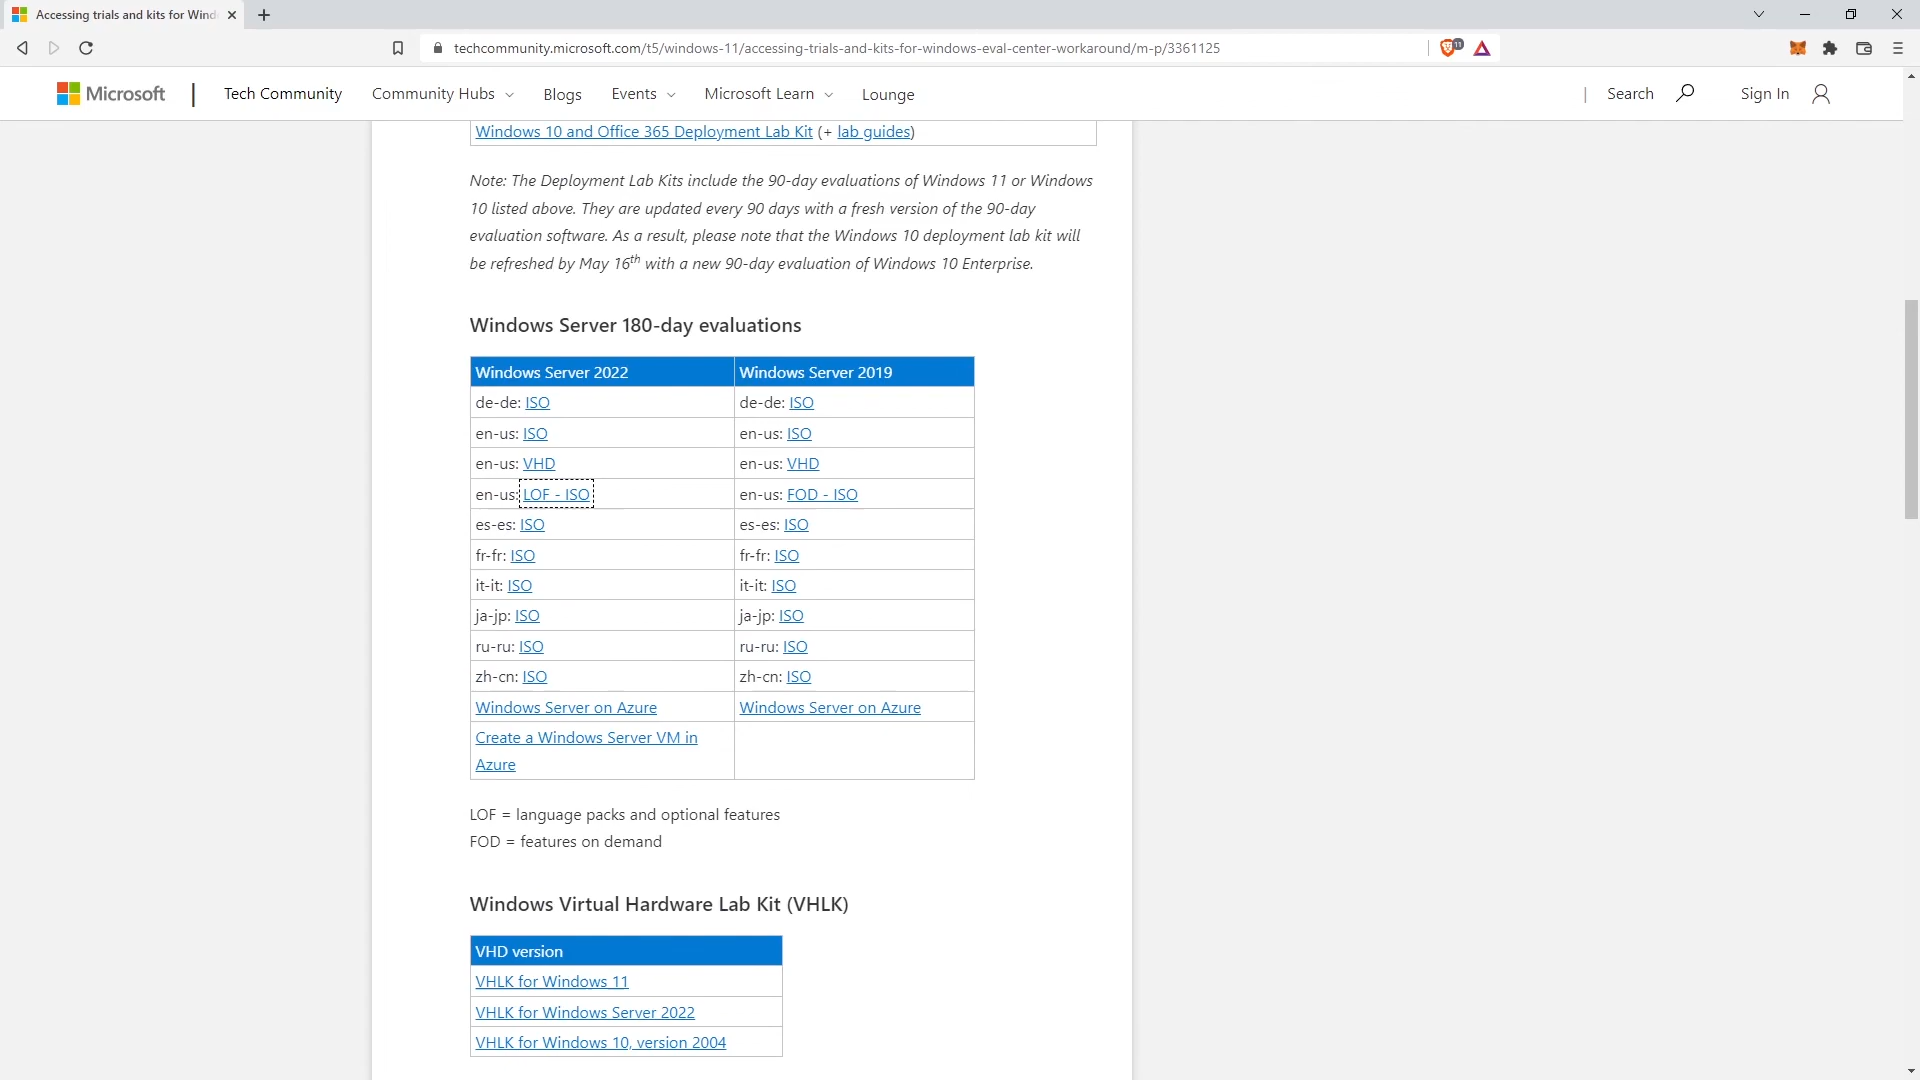 Accessing trials and kits for Wind
techcommunity.microsoft.com/t5/windows-11/accessing-trials-and-kits-for-windows-eval-center-workaround/m-p/3361125
11
Microsoft
Tech Community
Community Hubs
Blogs
Events
Microsoft Learn
Lounge
Search
Sign In
Windows 10 and Office 365 Deployment Lab Kit (+ lab guides)
Note: The Deployment Lab Kits include the 90-day evaluations of Windows 11 or Windows
10 listed above. They are updated every 90 days with a fresh version of the 90-day
evaluation software. As a result, please note that the Windows 10 deployment lab kit will
be refreshed by May 16th with a new 90-day evaluation of Windows 10 Enterprise.
Windows Server 180-day evaluations
Windows Server 2022 Windows Server 2019
de-de: ISO de-de: ISO
en-us: ISO en-us: ISO
en-us: VHD en-us: VHD
en-us: LOF - ISO en-us: FOD - ISO
es-es: ISO es-es: ISO
fr-fr: ISO fr-fr: ISO
it-it: ISO it-it: ISO
ja-jp: ISO ja-jp: ISO
ru-ru: ISO ru-ru: ISO
zh-cn: ISO zh-cn: ISO
Windows Server on Azure Windows Server on Azure
Create a Windows Server VM in
Azure
LOF = language packs and optional features
FOD = features on demand
Windows Virtual Hardware Lab Kit (VHLK)
VHD version
VHLK for Windows 11
VHLK for Windows Server 2022
VHLK for Windows 10, version 2004